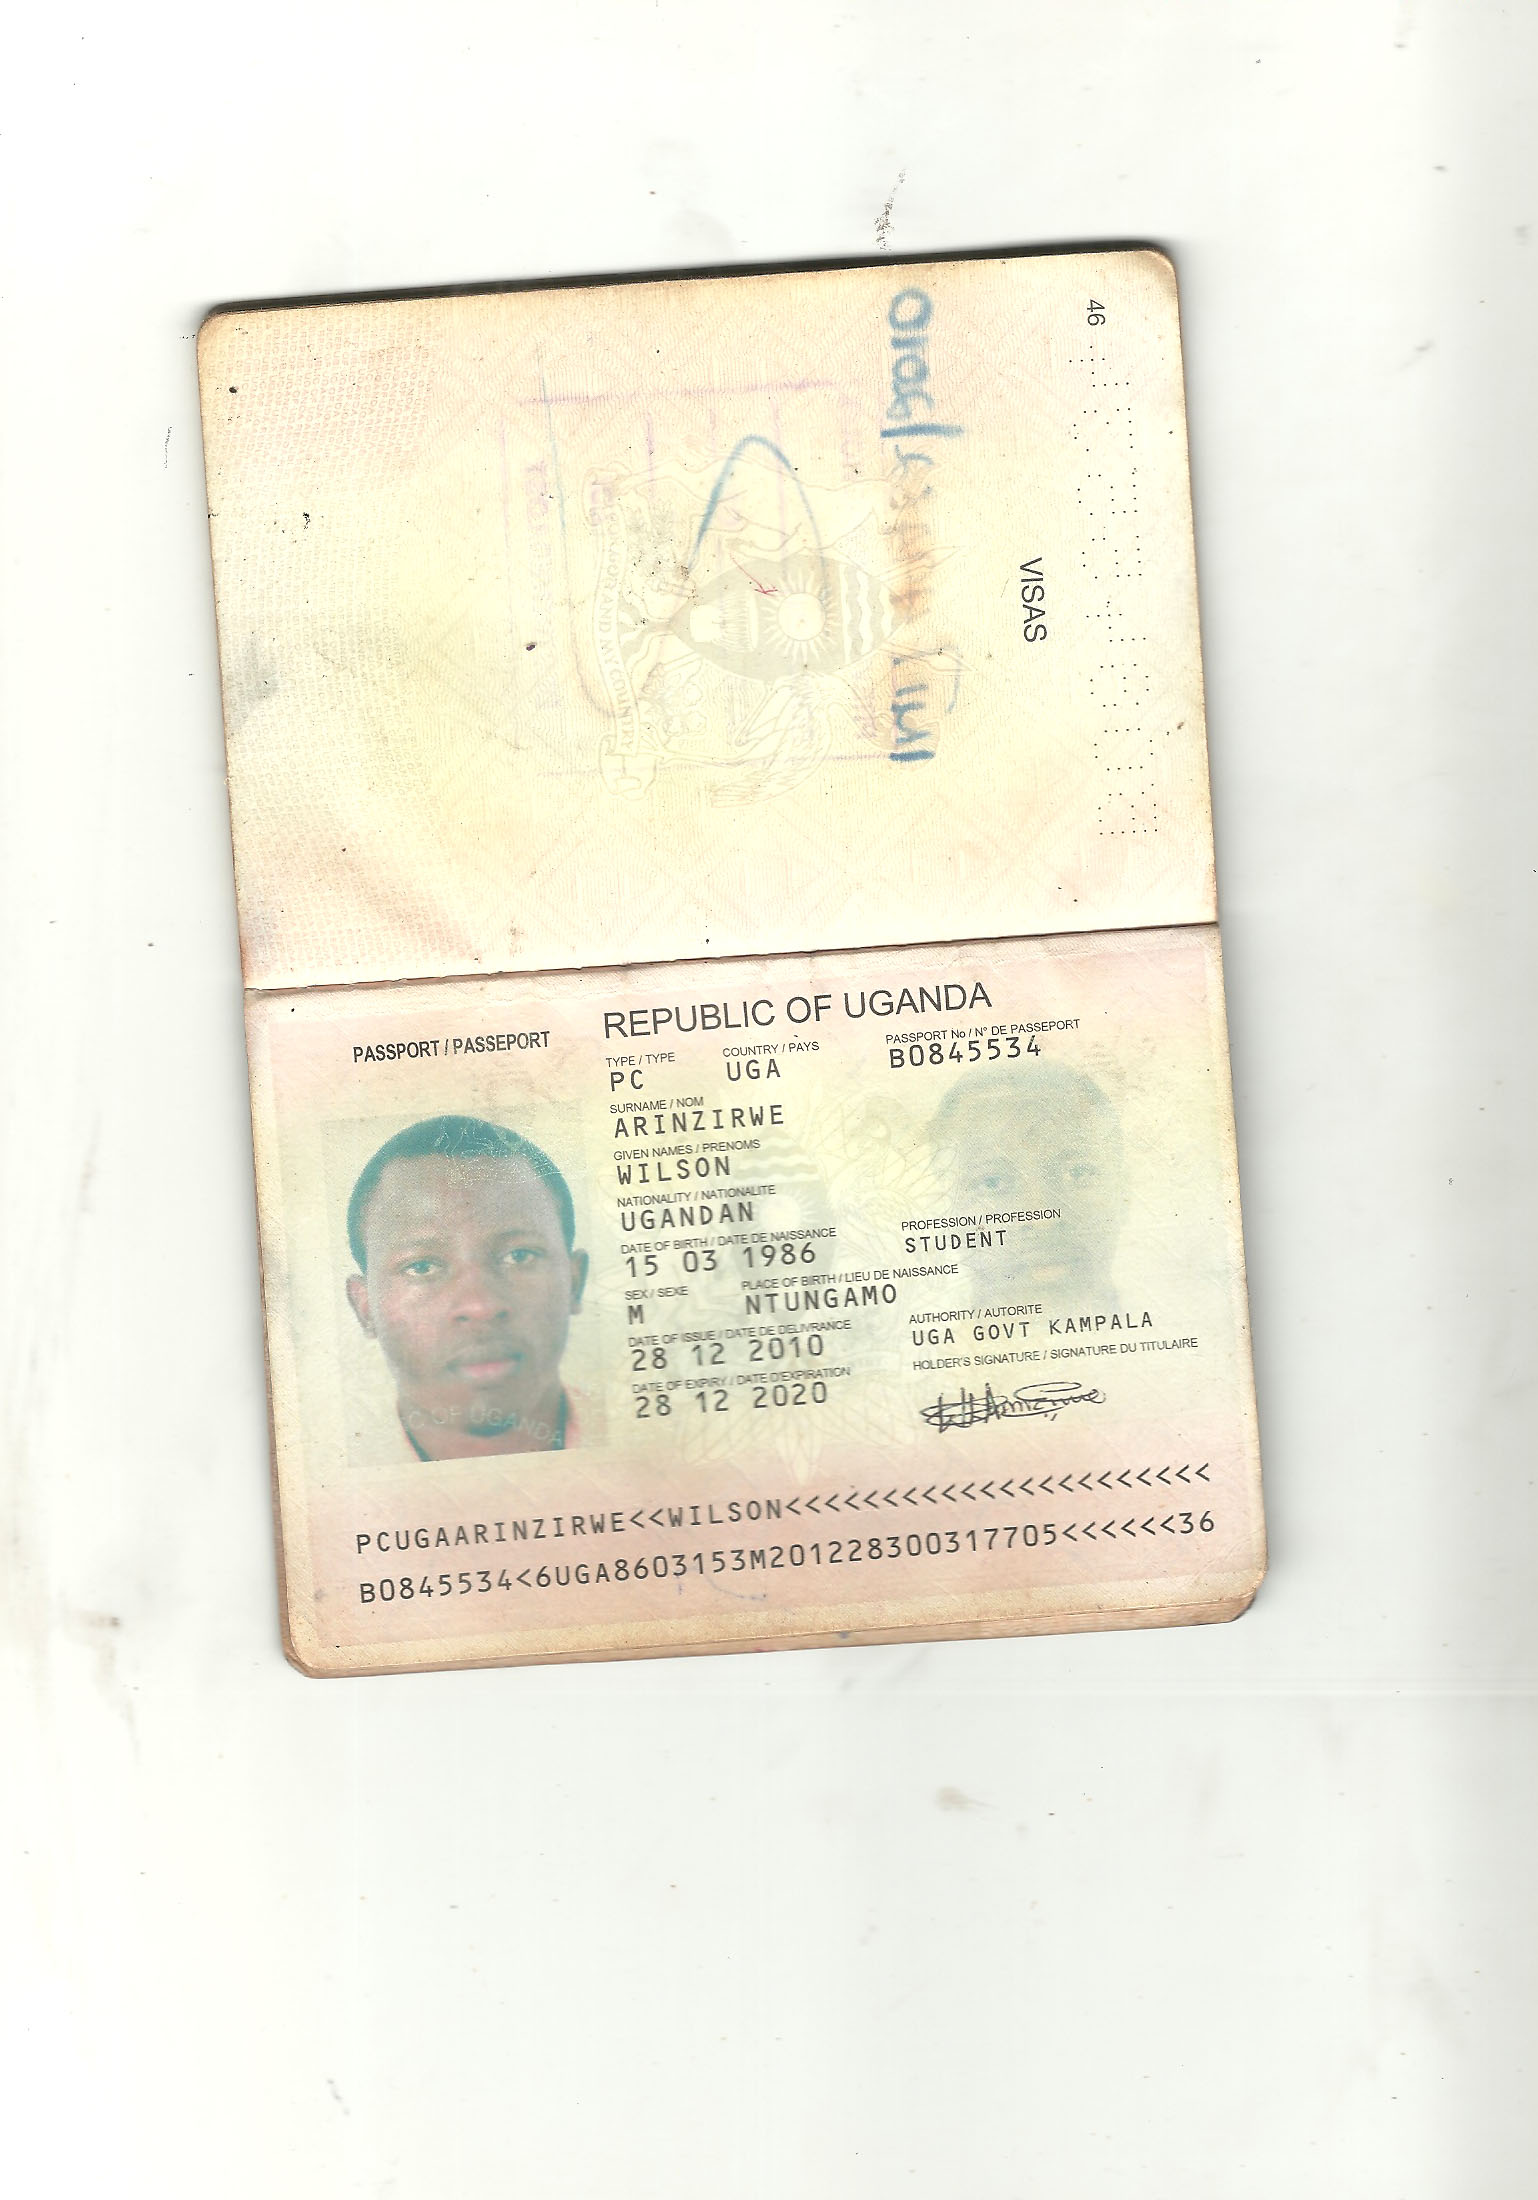 46
VISAS
FOR GOD AND MY COUNTRY
REPUBLIC OF UGANDA
PASSPORT / PASSEPORT
TYPE / TYPE
COUNTRY / PAYS
PASSPORT No / N° DE PASSEPORT
PC
UGA
B0845534
SURNAME / NOM
ARINZIRWE
GIVEN NAMES / PRENOMS
WILSON
NATIONALITY / NATIONALITE
UGANDAN
DATE OF BIRTH / DATE DE NAISSANCE
15 03 1986
PROFESSION / PROFESSION
STUDENT
SEX / SEXE
M
PLACE OF BIRTH / LIEU DE NAISSANCE
NTUNGAMO
DATE OF ISSUE / DATE DE DELIVRANCE
28 12 2010
AUTHORITY / AUTORITE
UGA GOVT KAMPALA
DATE OF EXPIRY / DATE D'EXPIRATION
28 12 2020
HOLDER'S SIGNATURE / SIGNATURE DU TITULAIRE
C OF UGANDA
PCUGAARINZIRWE<<WILSON<<<<<<<<<<<<<<<<<<<<<<
B0845534<6UGA8603153M201228300317705<<<<<<36